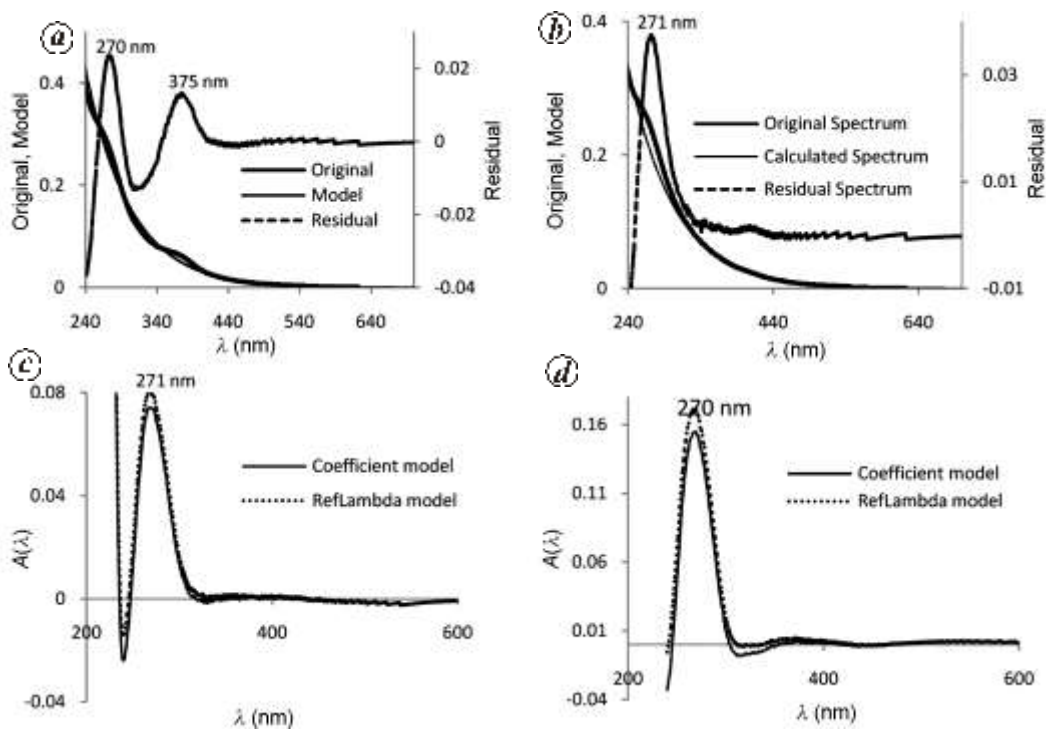 a
270 nm
375 nm
0.4
0.2
0
0.02
0
-0.02
-0.04
Original, Model
Residual
Original
Model
Residual
240 340 440 540 640
λ (nm)
b
271 nm
0.4
0.2
0
0.03
0.01
-0.01
Original, Model
Residual
Original Spectrum
Calculated Spectrum
Residual Spectrum
240 440 640
λ (nm)
c
271 nm
0.08
0.04
0
-0.04
A(λ)
Coefficient model
RefLambda model
200 400 600
λ (nm)
d
270 nm
0.16
0.11
0.06
0.01
-0.04
A(λ)
Coefficient model
RefLambda model
200 400 600
λ (nm)